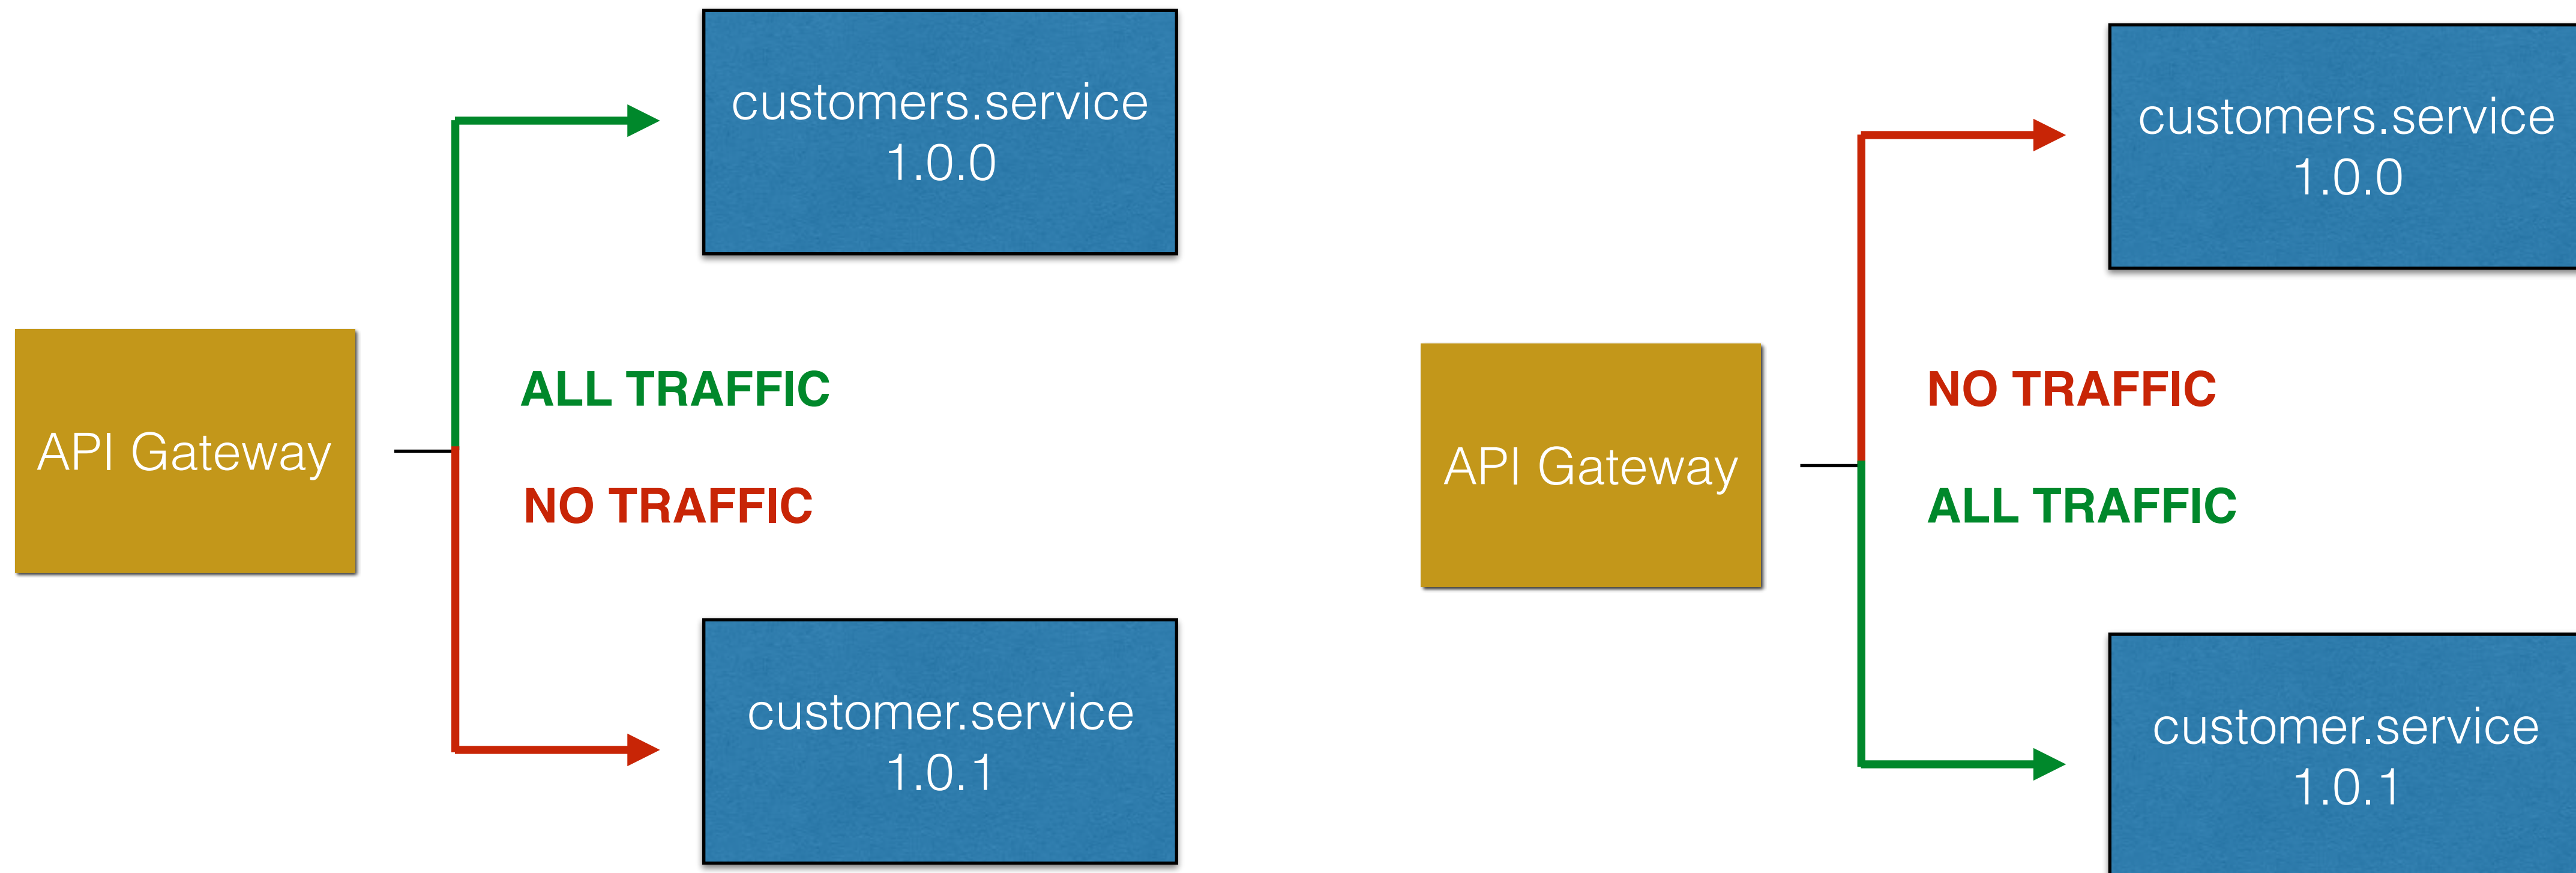 customers.service
1.0.0
API Gateway
ALL TRAFFIC
NO TRAFFIC
customer.service
1.0.1
customers.service
1.0.0
API Gateway
NO TRAFFIC
ALL TRAFFIC
customer.service
1.0.1